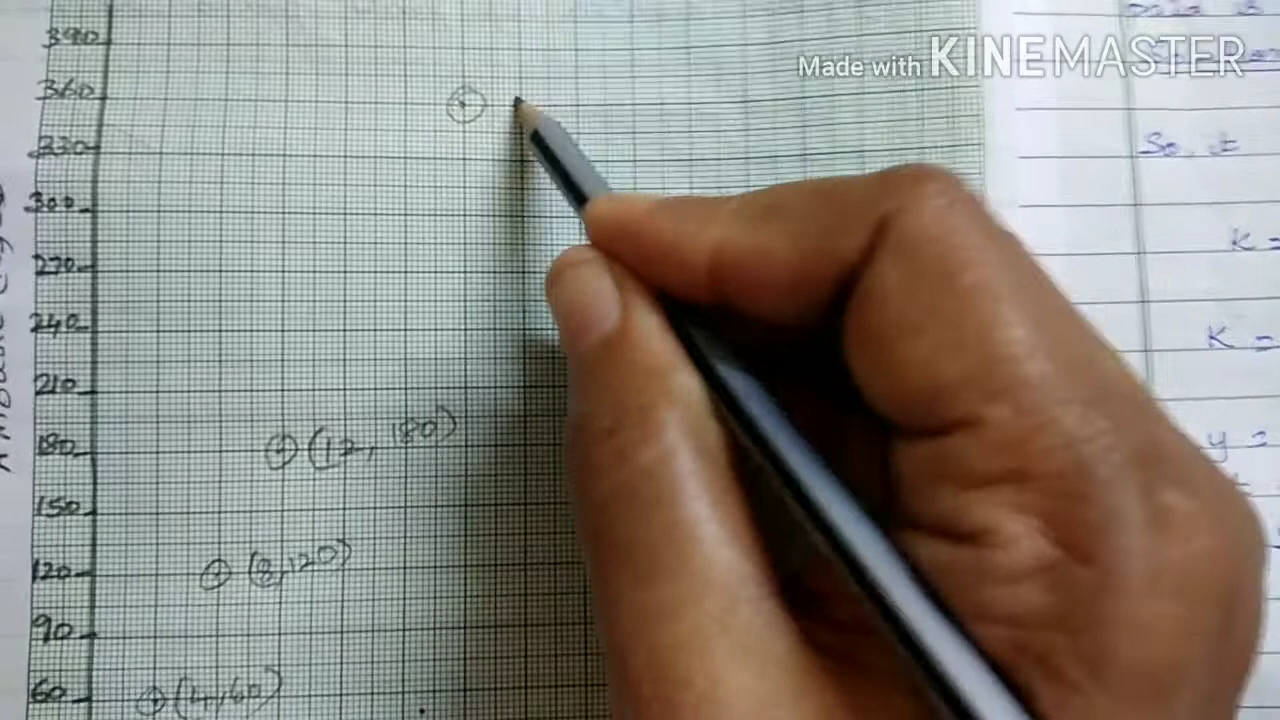 Made with KINEMASTER
390
360
330
300
270
240
210
180 (12, 180)
150
120 (8,120)
90
60 (4,60)
So, it
K =
K =
y =